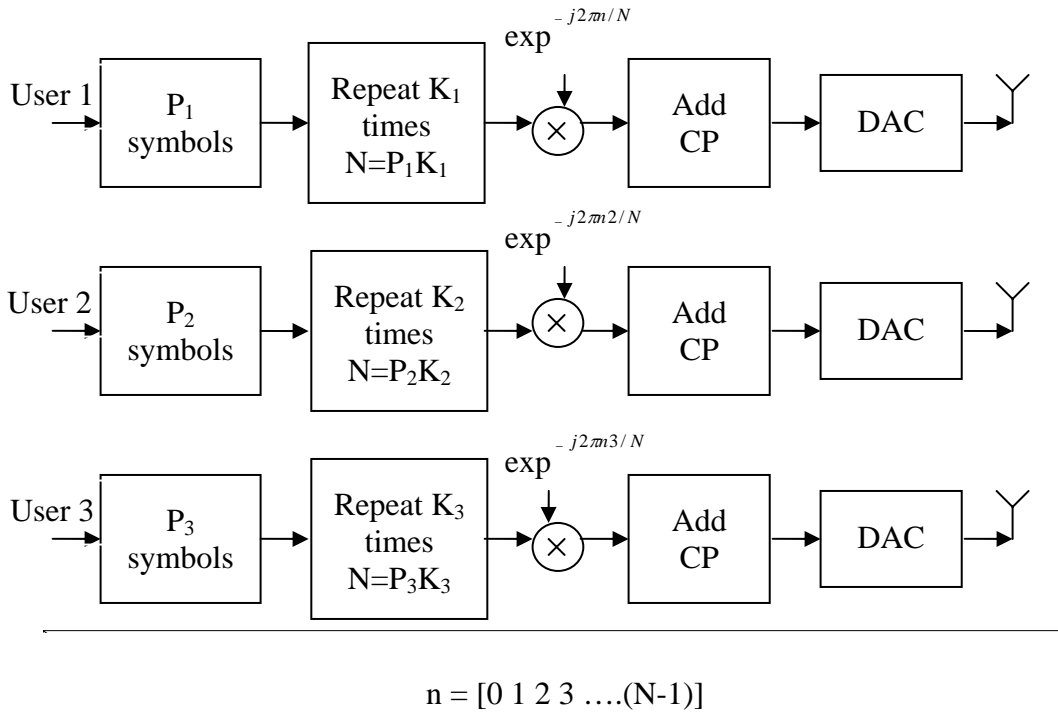 exp⁻ʲ²πⁿ/ᴺ
User 1
P₁
symbols
Repeat K₁
times
N=P₁K₁
×
Add
CP
DAC
exp⁻ʲ²πⁿ²/ᴺ
User 2
P₂
symbols
Repeat K₂
times
N=P₂K₂
×
Add
CP
DAC
exp⁻ʲ²πⁿ³/ᴺ
User 3
P₃
symbols
Repeat K₃
times
N=P₃K₃
×
Add
CP
DAC
n = [0 1 2 3 ….(N-1)]